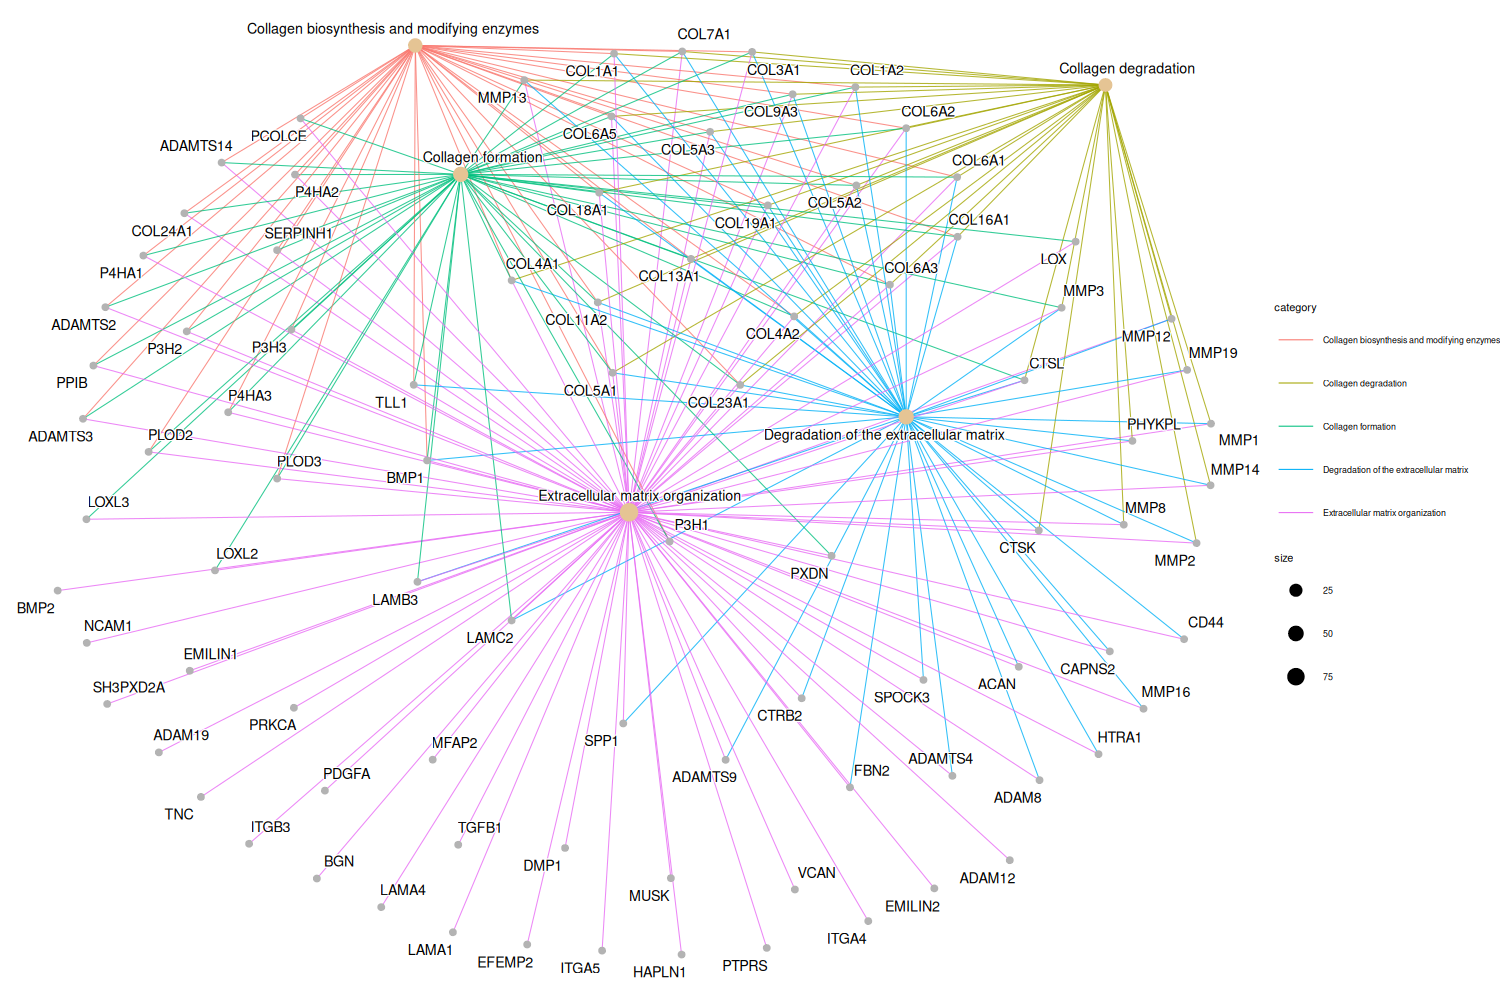 Collagen biosynthesis and modifying enzymes
COL7A1
COL1A1
COL3A1
COL1A2
Collagen degradation
MMP13
COL9A3
COL6A2
PCOLCE
COL6A5
ADAMTS14
COL5A3
Collagen formation
COL6A1
P4HA2
COL18A1
COL5A2
COL24A1
SERPINH1
COL19A1
COL16A1
P4HA1
COL4A1
COL13A1
COL6A3
LOX
MMP3
ADAMTS2
COL11A2
COL4A2
MMP12
P3H2
P3H3
MMP19
PPIB
CTSL
P4HA3
TLL1
COL5A1
COL23A1
ADAMTS3
PLOD2
Degradation of the extracellular matrix
PHYKPL
MMP1
PLOD3
BMP1
MMP14
LOXL3
Extracellular matrix organization
P3H1
MMP8
CTSK
LOXL2
PXDN
MMP2
BMP2
LAMB3
NCAM1
LAMC2
CD44
EMILIN1
CAPNS2
SH3PXD2A
ACAN
SPOCK3
MMP16
PRKCA
CTRB2
ADAM19
MFAP2
SPP1
HTRA1
PDGFA
ADAMTS9
FBN2
ADAMTS4
TNC
ADAM8
ITGB3
TGFB1
BGN
DMP1
VCAN
ADAM12
LAMA4
MUSK
EMILIN2
LAMA1
ITGA4
EFEMP2
ITGA5
HAPLN1
PTPRS
category
Collagen biosynthesis and modifying enzymes
Collagen degradation
Collagen formation
Degradation of the extracellular matrix
Extracellular matrix organization
size
25
50
75